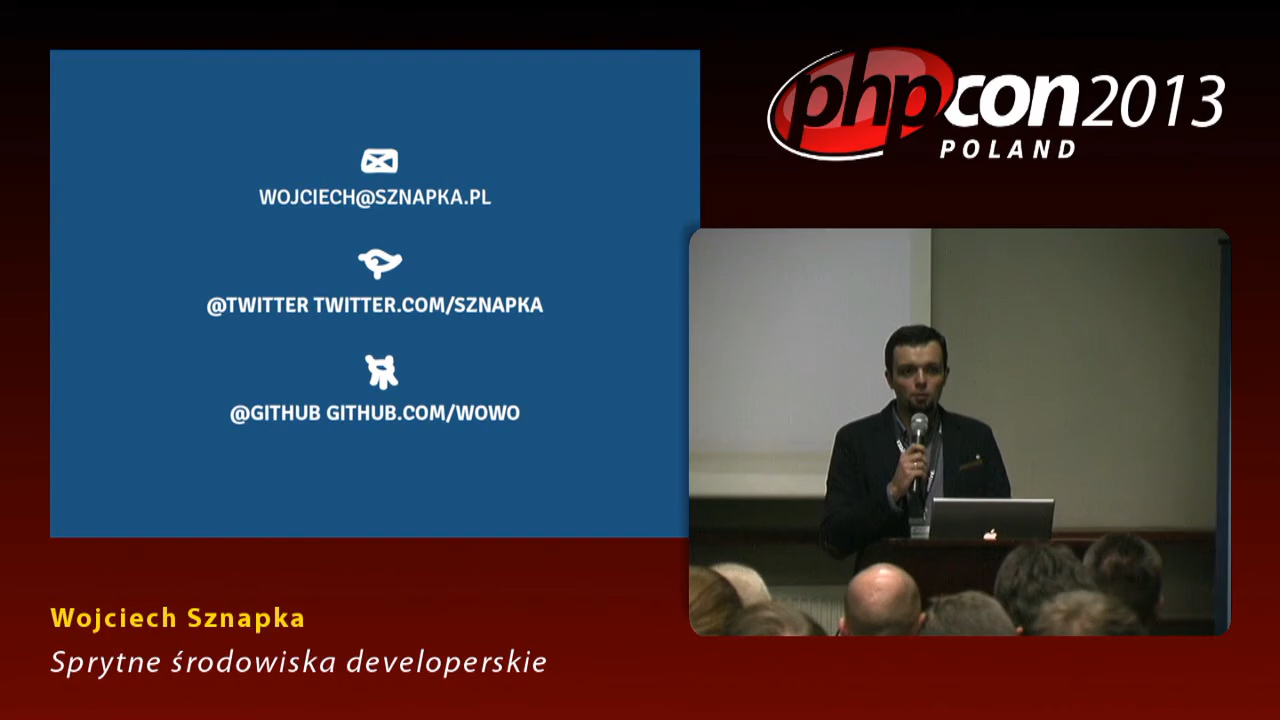 WOJCIECH@SZNAPKA.PL
@TWITTER TWITTER.COM/SZNAPKA
@GITHUB GITHUB.COM/WOWO
phpcon2013
POLAND
Wojciech Sznapka
Sprytne środowiska developerskie